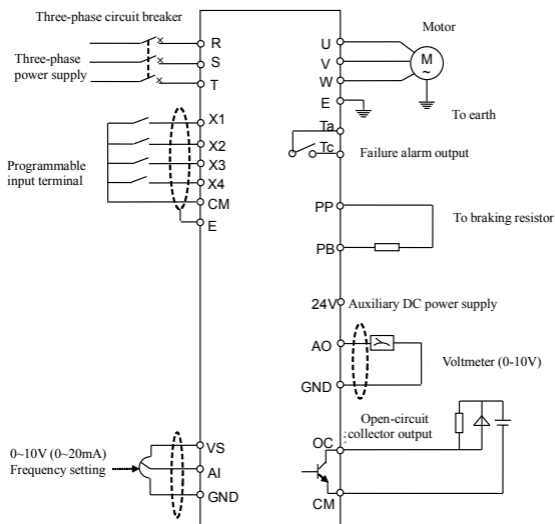 Three-phase circuit breaker
Three-phase
power supply
R
S
T
X1
X2
X3
X4
CM
E
Programmable
input terminal
VS
AI
GND
0~10V (0~20mA)
Frequency setting
U
V
W
E
Motor
M
~
To earth
Ta
Tc
Failure alarm output
PP
PB
To braking resistor
24V
Auxiliary DC power supply
AO
GND
Voltmeter (0-10V)
Open-circuit
collector output
OC
CM